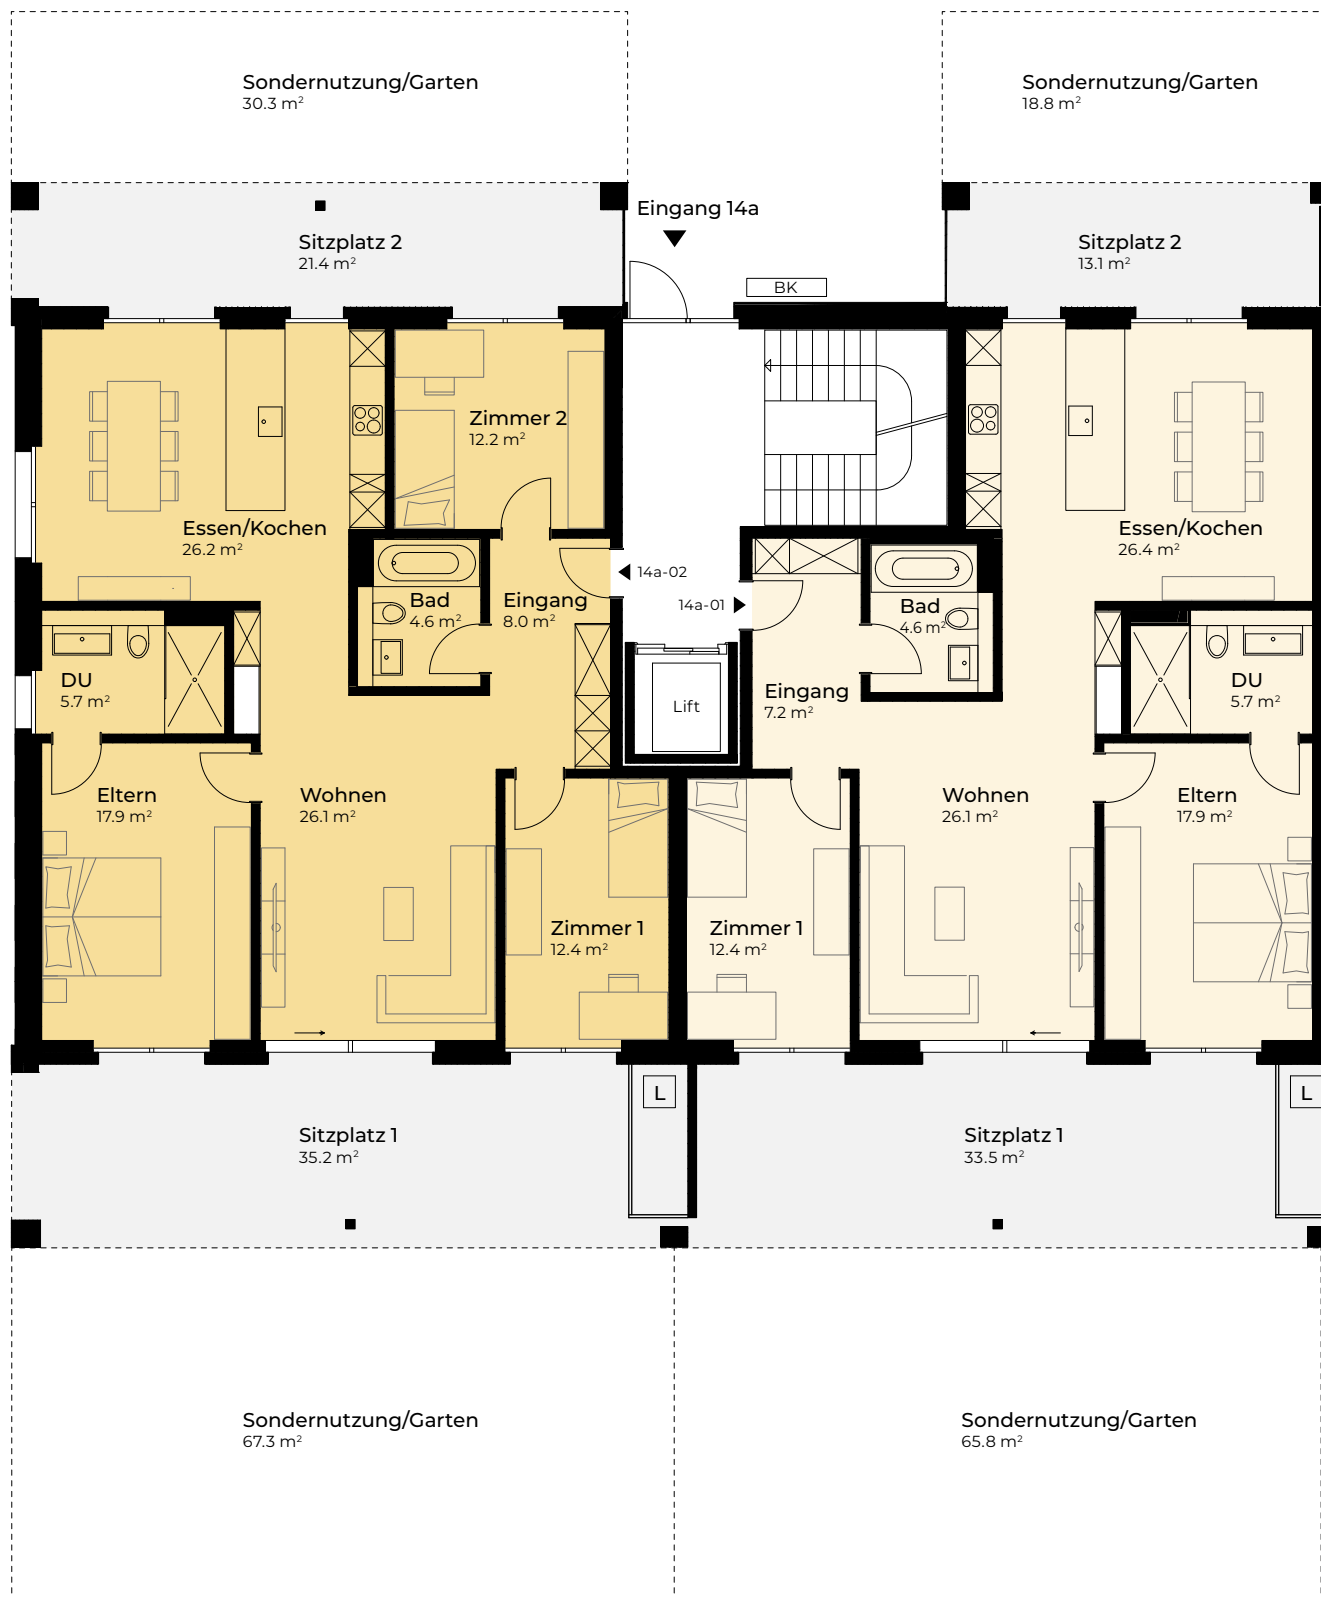 Sondernutzung/Garten
30.3 m²
Sondernutzung/Garten
18.8 m²
Eingang 14a
Sitzplatz 2
21.4 m²
Sitzplatz 2
13.1 m²
BK
Zimmer 2
12.2 m²
Essen/Kochen
26.2 m²
Essen/Kochen
26.4 m²
14a-02
14a-01
Bad
4.6 m²
Eingang
8.0 m²
Bad
4.6 m²
DU
5.7 m²
Eingang
7.2 m²
Lift
DU
5.7 m²
Eltern
17.9 m²
Wohnen
26.1 m²
Wohnen
26.1 m²
Eltern
17.9 m²
Zimmer 1
12.4 m²
Zimmer 1
12.4 m²
L
L
Sitzplatz 1
35.2 m²
Sitzplatz 1
33.5 m²
Sondernutzung/Garten
67.3 m²
Sondernutzung/Garten
65.8 m²